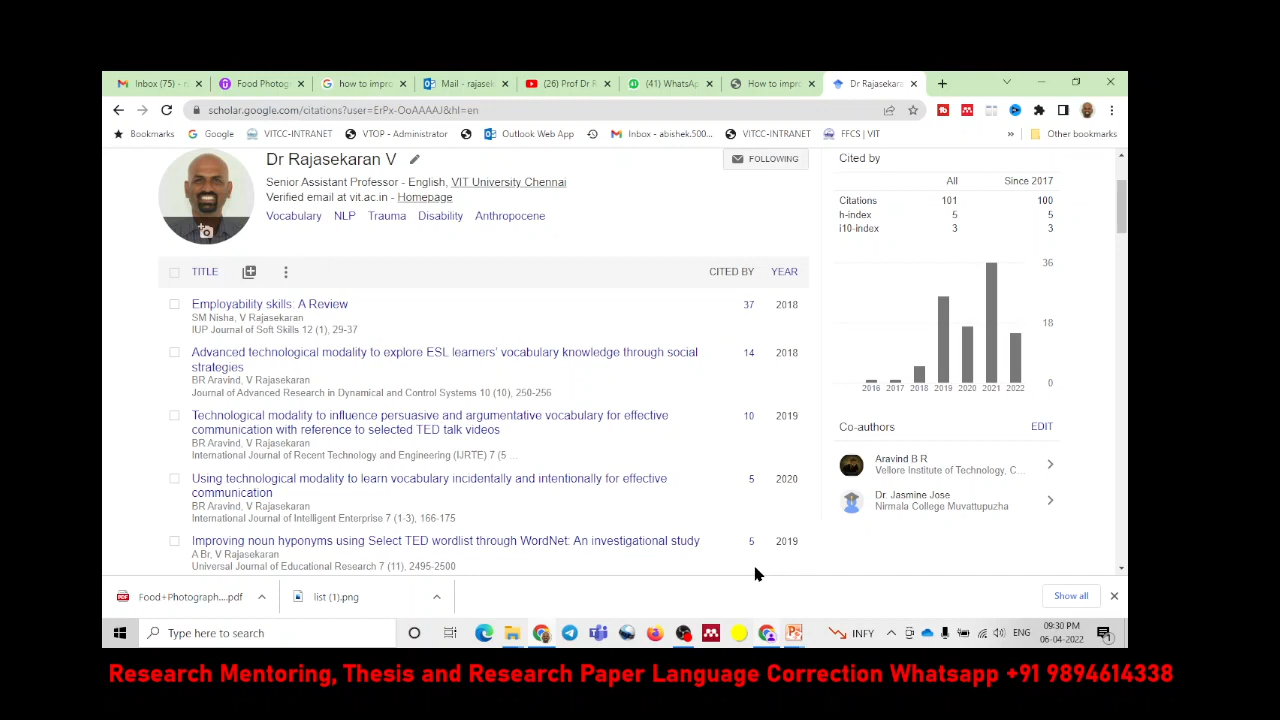 Inbox (75) - r
Food Photog
how to impro
Mail - rajasek
(26) Prof Dr R
(41) WhatsAp
How to impro
Dr Rajasekara
scholar.google.com/citations?user=ErPx-OoAAAAJ&hl=en
Bookmarks
Google
VITCC-INTRANET
VTOP - Administrator
Outlook Web App
Inbox - abishek.500...
VITCC-INTRANET
FFCS | VIT
Other bookmarks
Dr Rajasekaran V
FOLLOWING
Senior Assistant Professor - English, VIT University Chennai
Verified email at vit.ac.in - Homepage
Vocabulary NLP Trauma Disability Anthropocene
TITLE
CITED BY
YEAR
Employability skills: A Review
37
2018
SM Nisha, V Rajasekaran
IUP Journal of Soft Skills 12 (1), 29-37
Advanced technological modality to explore ESL learners' vocabulary knowledge through social
14
2018
strategies
BR Aravind, V Rajasekaran
Journal of Advanced Research in Dynamical and Control Systems 10 (10), 250-256
Technological modality to influence persuasive and argumentative vocabulary for effective
10
2019
communication with reference to selected TED talk videos
BR Aravind, V Rajasekaran
International Journal of Recent Technology and Engineering (IJRTE) 7 (5 ...
Using technological modality to learn vocabulary incidentally and intentionally for effective
5
2020
communication
BR Aravind, V Rajasekaran
International Journal of Intelligent Enterprise 7 (1-3), 166-175
Improving noun hyponyms using Select TED wordlist through WordNet: An investigational study
5
2019
A Br, V Rajasekaran
Universal Journal of Educational Research 7 (11), 2495-2500
Cited by
All
Since 2017
Citations 101 100
h-index 5 5
i10-index 3 3
36
18
0
2016 2017 2018 2019 2020 2021 2022
Co-authors
EDIT
Aravind B R
Vellore Institute of Technology, C...
Dr. Jasmine Jose
Nirmala College Muvattupuzha
Food+Photograph....pdf
list (1).png
Show all
Type here to search
INFY
ENG
09:30 PM
06-04-2022
1
Research Mentoring, Thesis and Research Paper Language Correction Whatsapp +91 9894614338